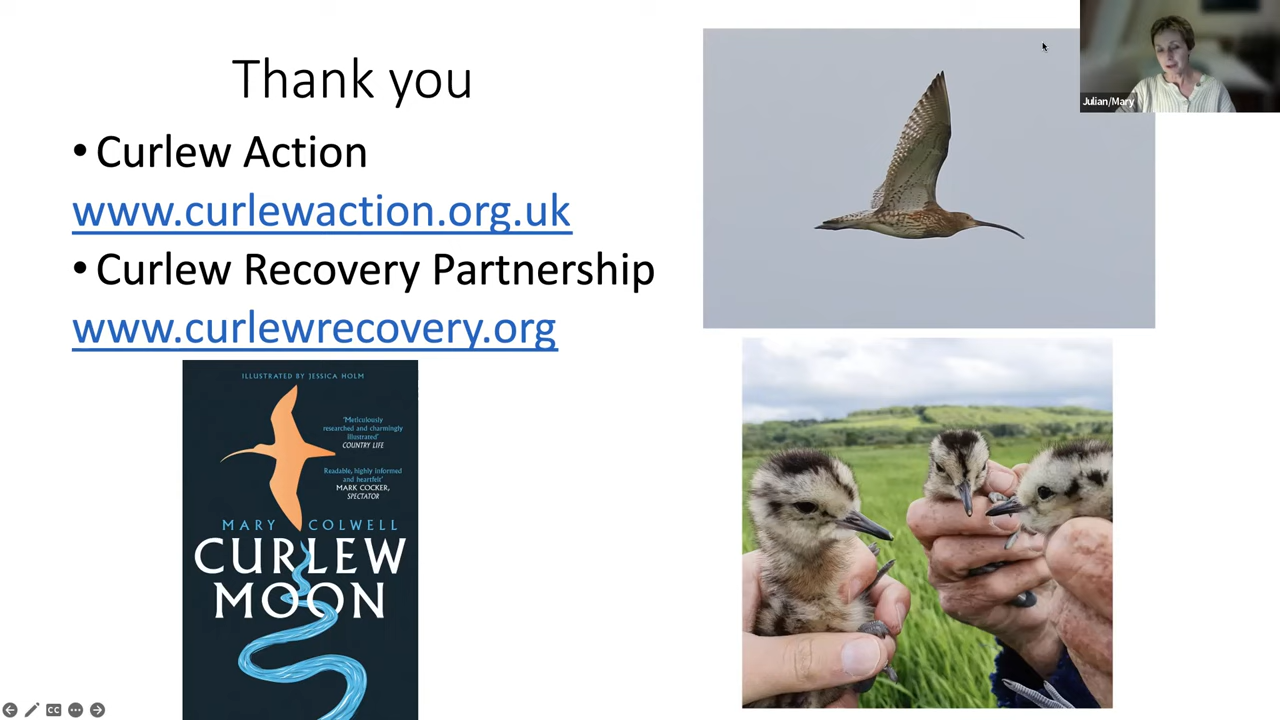 Thank you
• Curlew Action
www.curlewaction.org.uk
• Curlew Recovery Partnership
www.curlewrecovery.org
ILLUSTRATED BY JESSICA HOLM
'Meticulously
researched and charmingly
illustrated'
COUNTRY LIFE
Readable, highly informed
and heartfelt'
MARK COCKER,
SPECTATOR
MARY COLWELL
CURLEW
MOON
Julian/Mary
CC